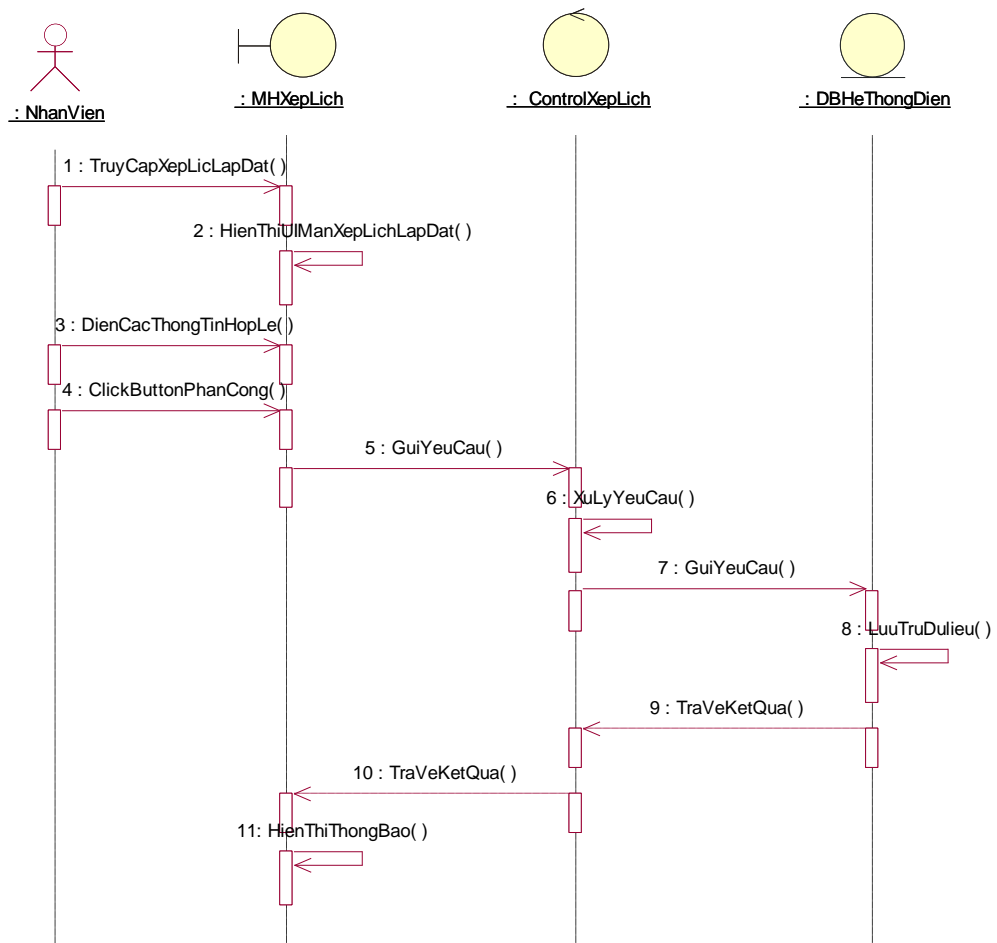 : NhanVien
: MHXepLich
: ControlXepLich
: DBHeThongDien
1 : TruyCapXepLicLapDat( )
2 : HienThiUIManXepLichLapDat( )
3 : DienCacThongTinHopLe( )
4 : ClickButtonPhanCong( )
5 : GuiYeuCau( )
6 : XuLyYeuCau( )
7 : GuiYeuCau( )
8 : LuuTruDulieu( )
9 : TraVeKetQua( )
10 : TraVeKetQua( )
11: HienThiThongBao( )